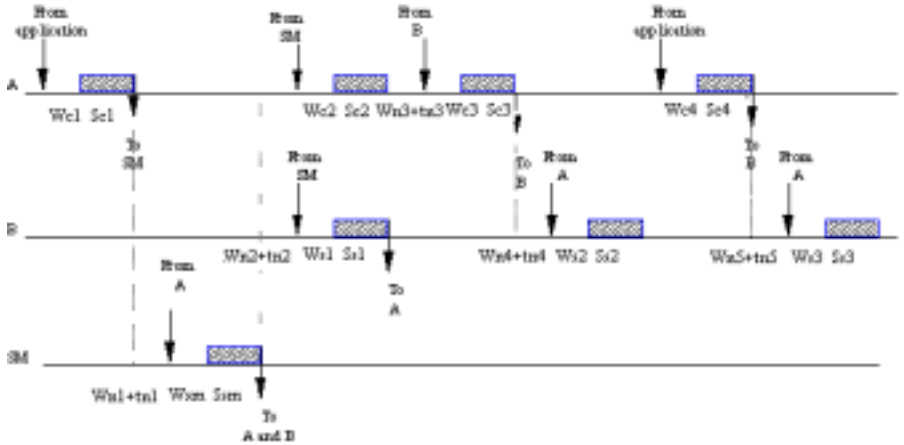 From
application
From
SM
From
B
From
application
A
Wc1 Sc1
Wc2 Sc2
Wn3+tn3
Wc3 Sc3
Wc4 Sc4
To
SM
From
SM
To
B
From
A
To
B
From
A
B
Wn2+tn2
Ws1 Ss1
Wn4+tn4
Ws2 Ss2
Wn5+tn5
Ws3 Ss3
From
A
To
A
SM
Wn1+tn1
Wsm Ssm
To
A and B